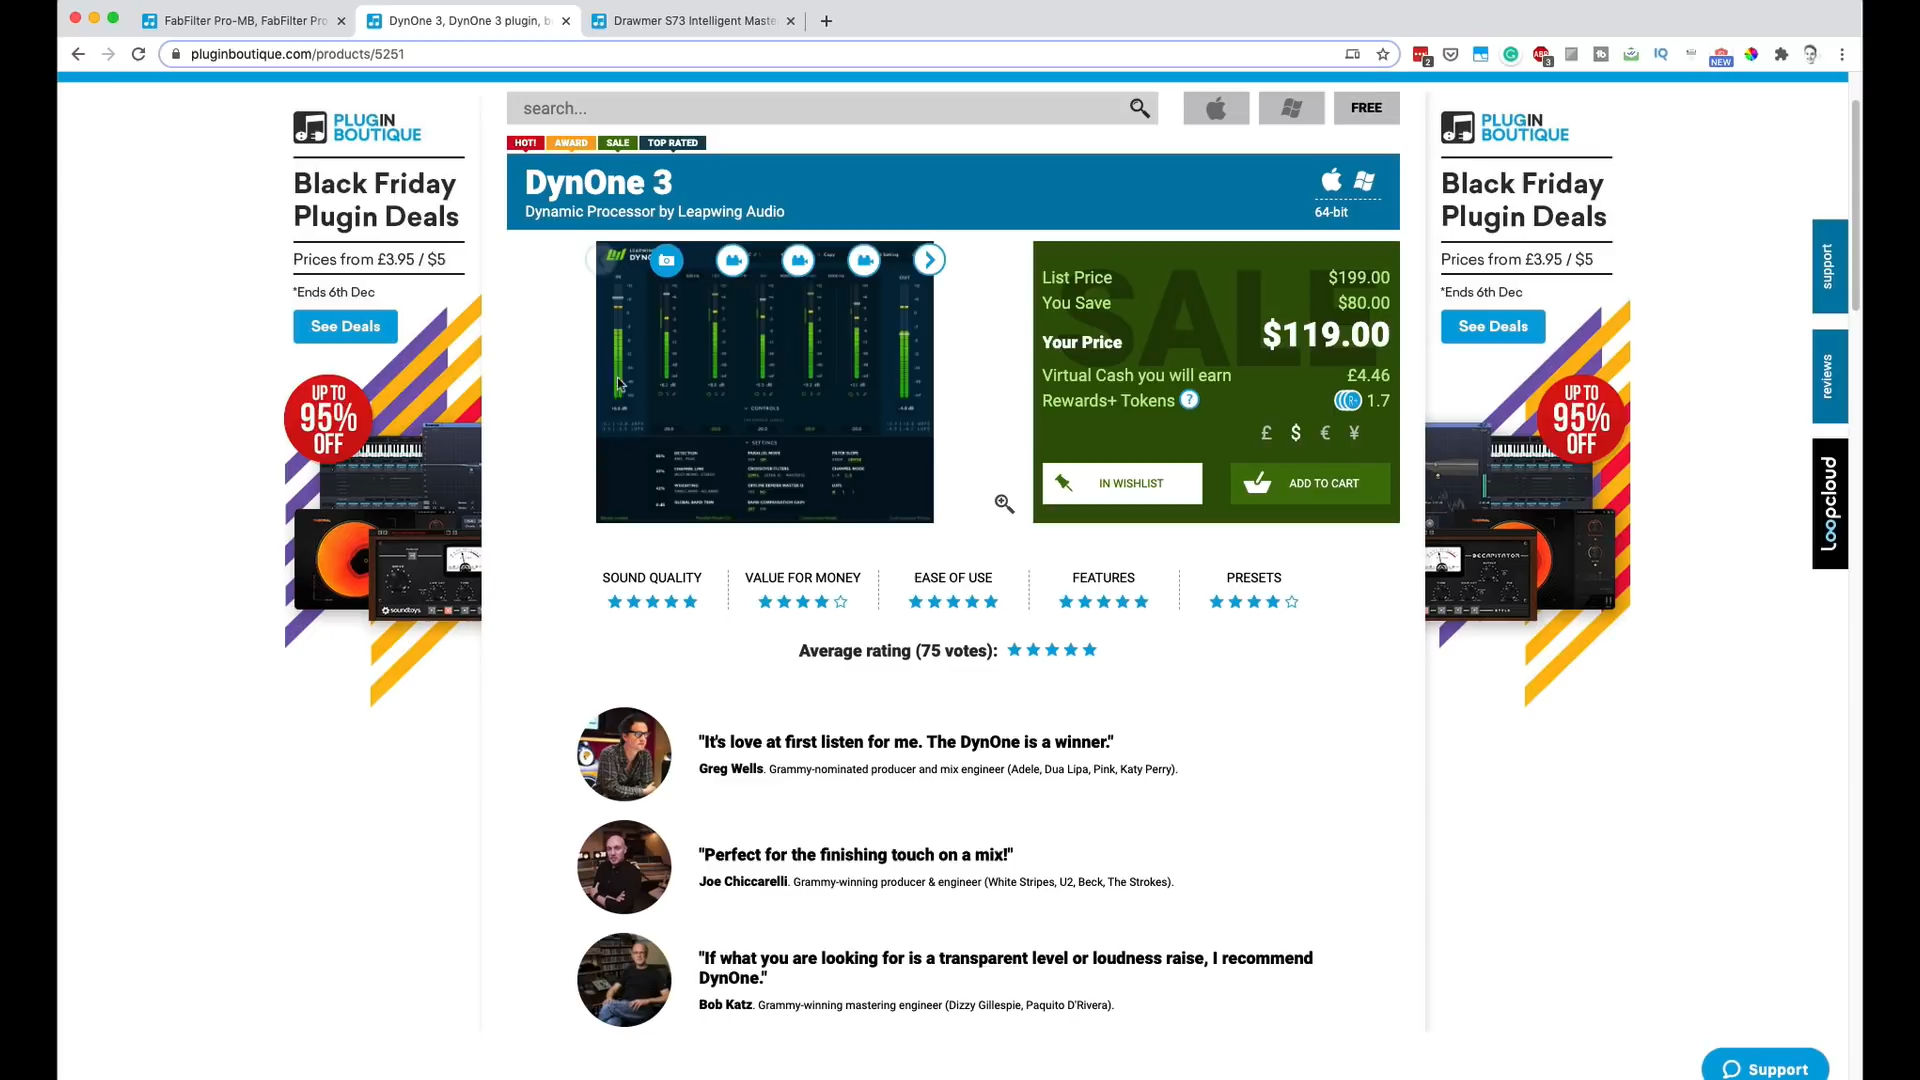 FabFilter Pro-MB, FabFilter Pro
DynOne 3, DynOne 3 plugin, b
Drawmer S73 Intelligent Maste
pluginboutique.com/products/5251
search...
FREE
HOT!
AWARD
SALE
TOP RATED
DynOne 3
Dynamic Processor by Leapwing Audio
64-bit
PLUGIN
BOUTIQUE
Black Friday
Plugin Deals
Prices from £3.95 / $5
*Ends 6th Dec
See Deals
UP TO
95%
OFF
soundtoys
SALE
List Price $199.00
You Save $80.00
Your Price $119.00
Virtual Cash you will earn £4.46
Rewards+ Tokens ? 1.7
£ $ € ¥
IN WISHLIST
ADD TO CART
CONTROLS
SETTINGS
PLUGIN
BOUTIQUE
Black Friday
Plugin Deals
Prices from £3.95 / $5
*Ends 6th Dec
See Deals
UP TO
95%
OFF
DECAPITATOR
support
reviews
loopcloud
SOUND QUALITY
VALUE FOR MONEY
EASE OF USE
FEATURES
PRESETS
Average rating (75 votes):
"It's love at first listen for me. The DynOne is a winner."
Greg Wells. Grammy-nominated producer and mix engineer (Adele, Dua Lipa, Pink, Katy Perry).
"Perfect for the finishing touch on a mix!"
Joe Chiccarelli. Grammy-winning producer & engineer (White Stripes, U2, Beck, The Strokes).
"If what you are looking for is a transparent level or loudness raise, I recommend
DynOne."
Bob Katz. Grammy-winning mastering engineer (Dizzy Gillespie, Paquito D'Rivera).
Support